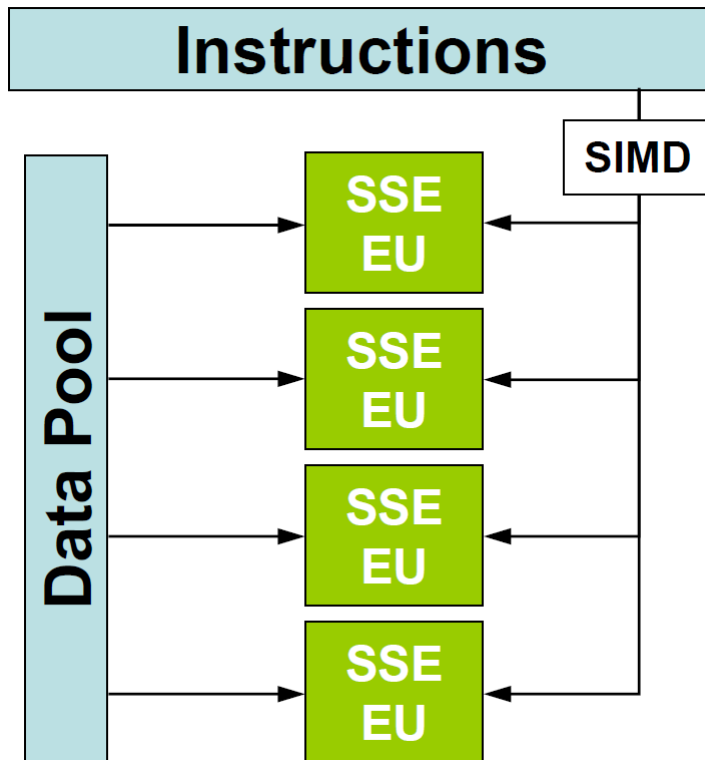 Instructions
SIMD
Data Pool
SSE
EU
SSE
EU
SSE
EU
SSE
EU